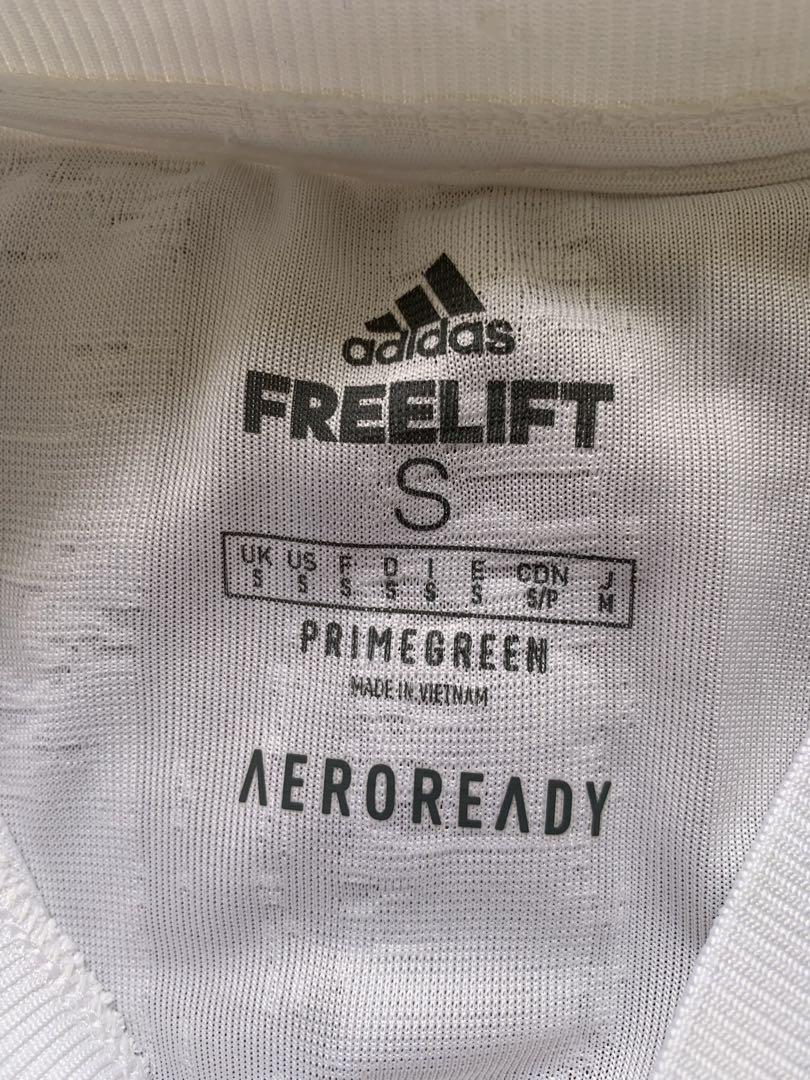 adidas
FREELIFT
S
UK US F D I E CDN J
S S S S S S S/P M
PRIMEGREEN
MADE IN VIETNAM
AEROREADY